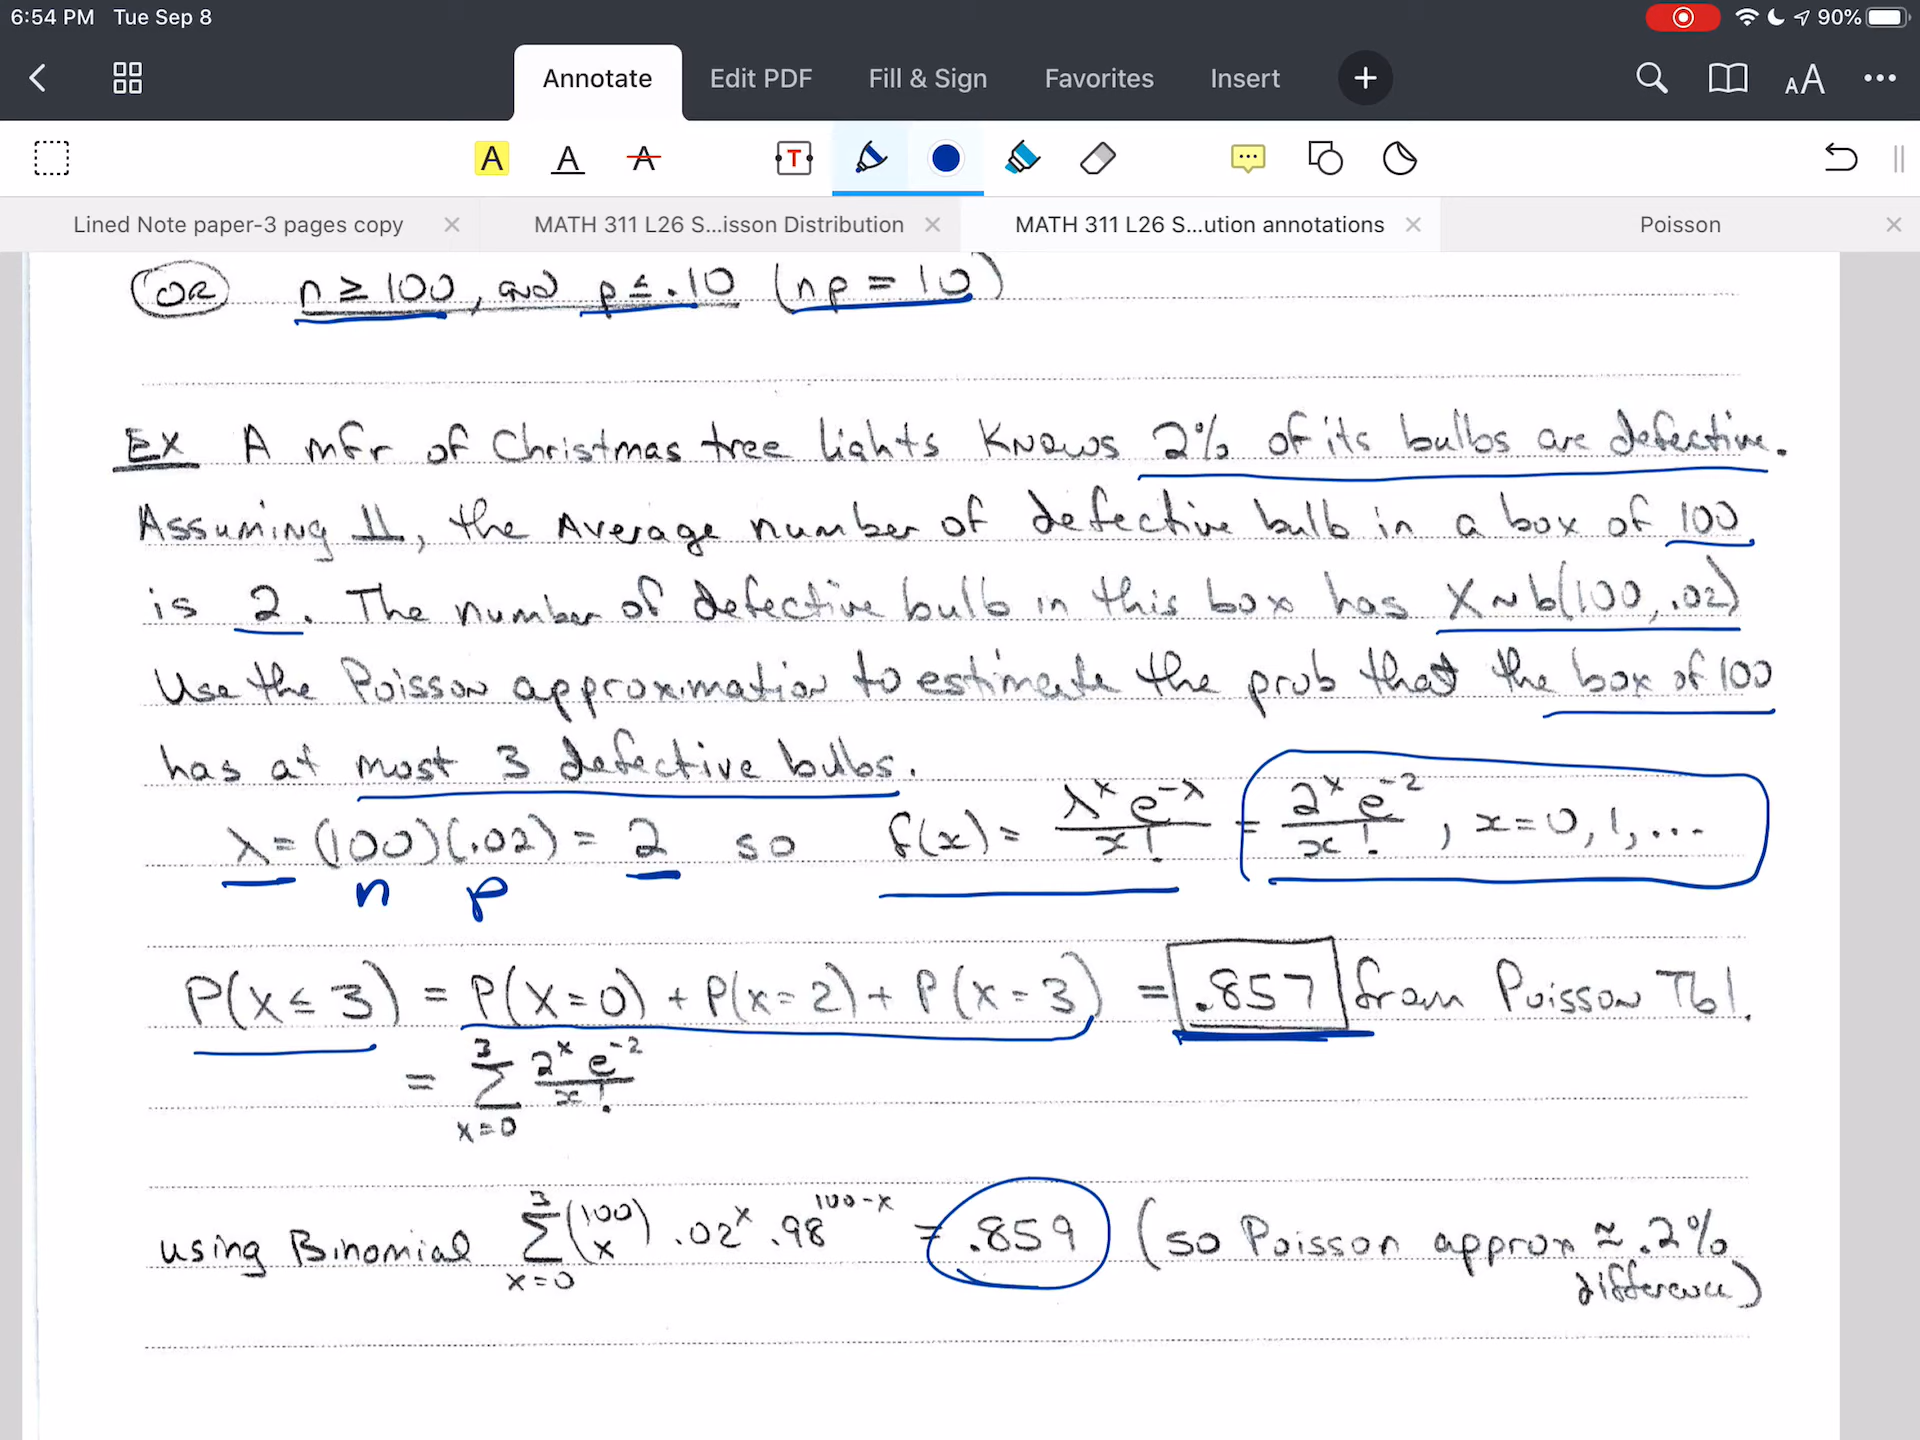 6:54 PM Tue Sep 8 90%
Annotate Edit PDF Fill & Sign Favorites Insert + AA
A A A T
Lined Note paper-3 pages copy MATH 311 L26 S...isson Distribution MATH 311 L26 S...ution annotations Poisson
OR n ≥ 100, and p ≤ .10 (np = 10)
EX A mfr of Christmas tree lights Knows 2% of its bulbs are defective.
Assuming ⫫, the Average number of defective bulb in a box of 100
is 2. The number of defective bulb in this box has X ~ b(100, .02)
Use the Poisson approximation to estimate the prob that the box of 100
has at most 3 defective bulbs.
λ = (100)(.02) = 2 so f(x) = λ^x e^-λ / x! = 2^x e^-2 / x! , x = 0, 1, ...
n p
P(X ≤ 3) = P(X = 0) + P(x = 2) + P(x = 3) = .857 from Poisson Tbl.
= 3 Σ x=0 2^x e^-2 / x!
using Binomial 3 Σ x=0 (100 x) .02^x .98^100-x = .859 (so Poisson approx ≈ .2%
difference)